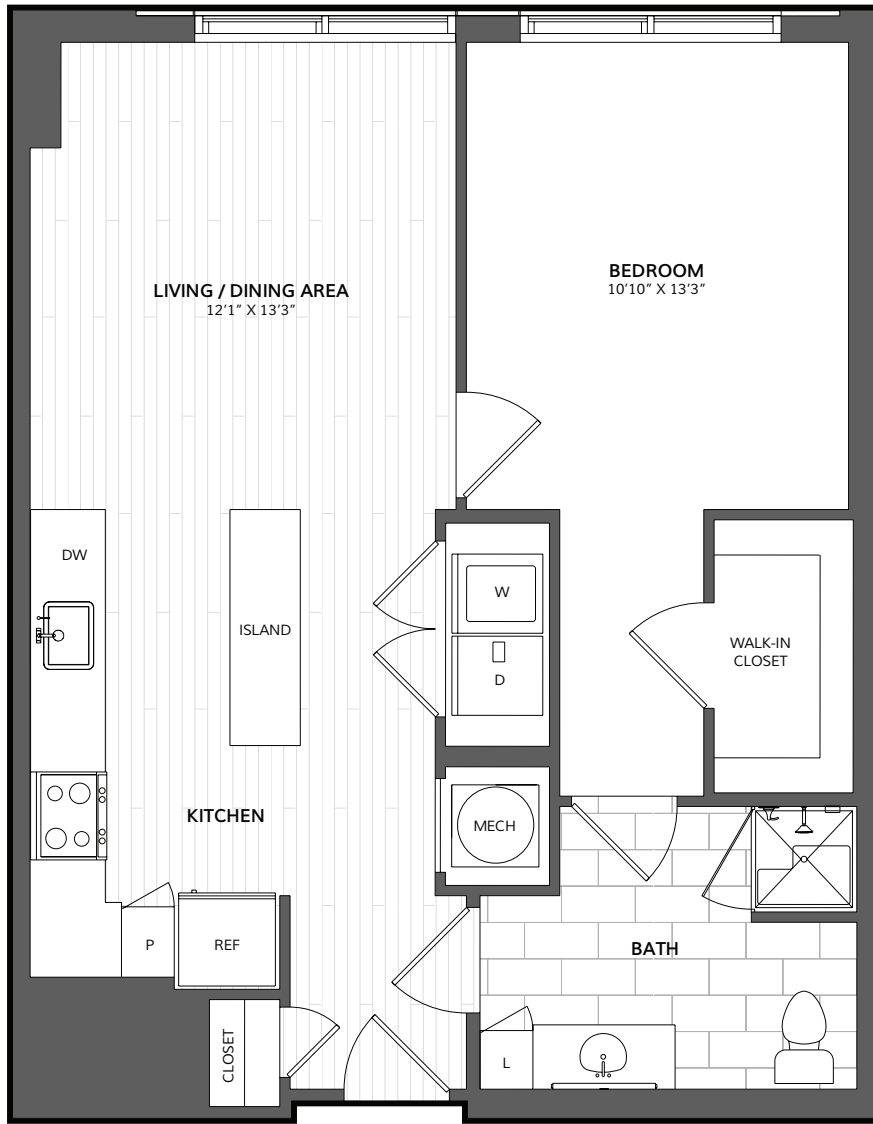 LIVING / DINING AREA
12'1" X 13'3"
BEDROOM
10'10" X 13'3"
DW
ISLAND
W
D
WALK-IN
CLOSET
KITCHEN
MECH
P
REF
BATH
CLOSET
L